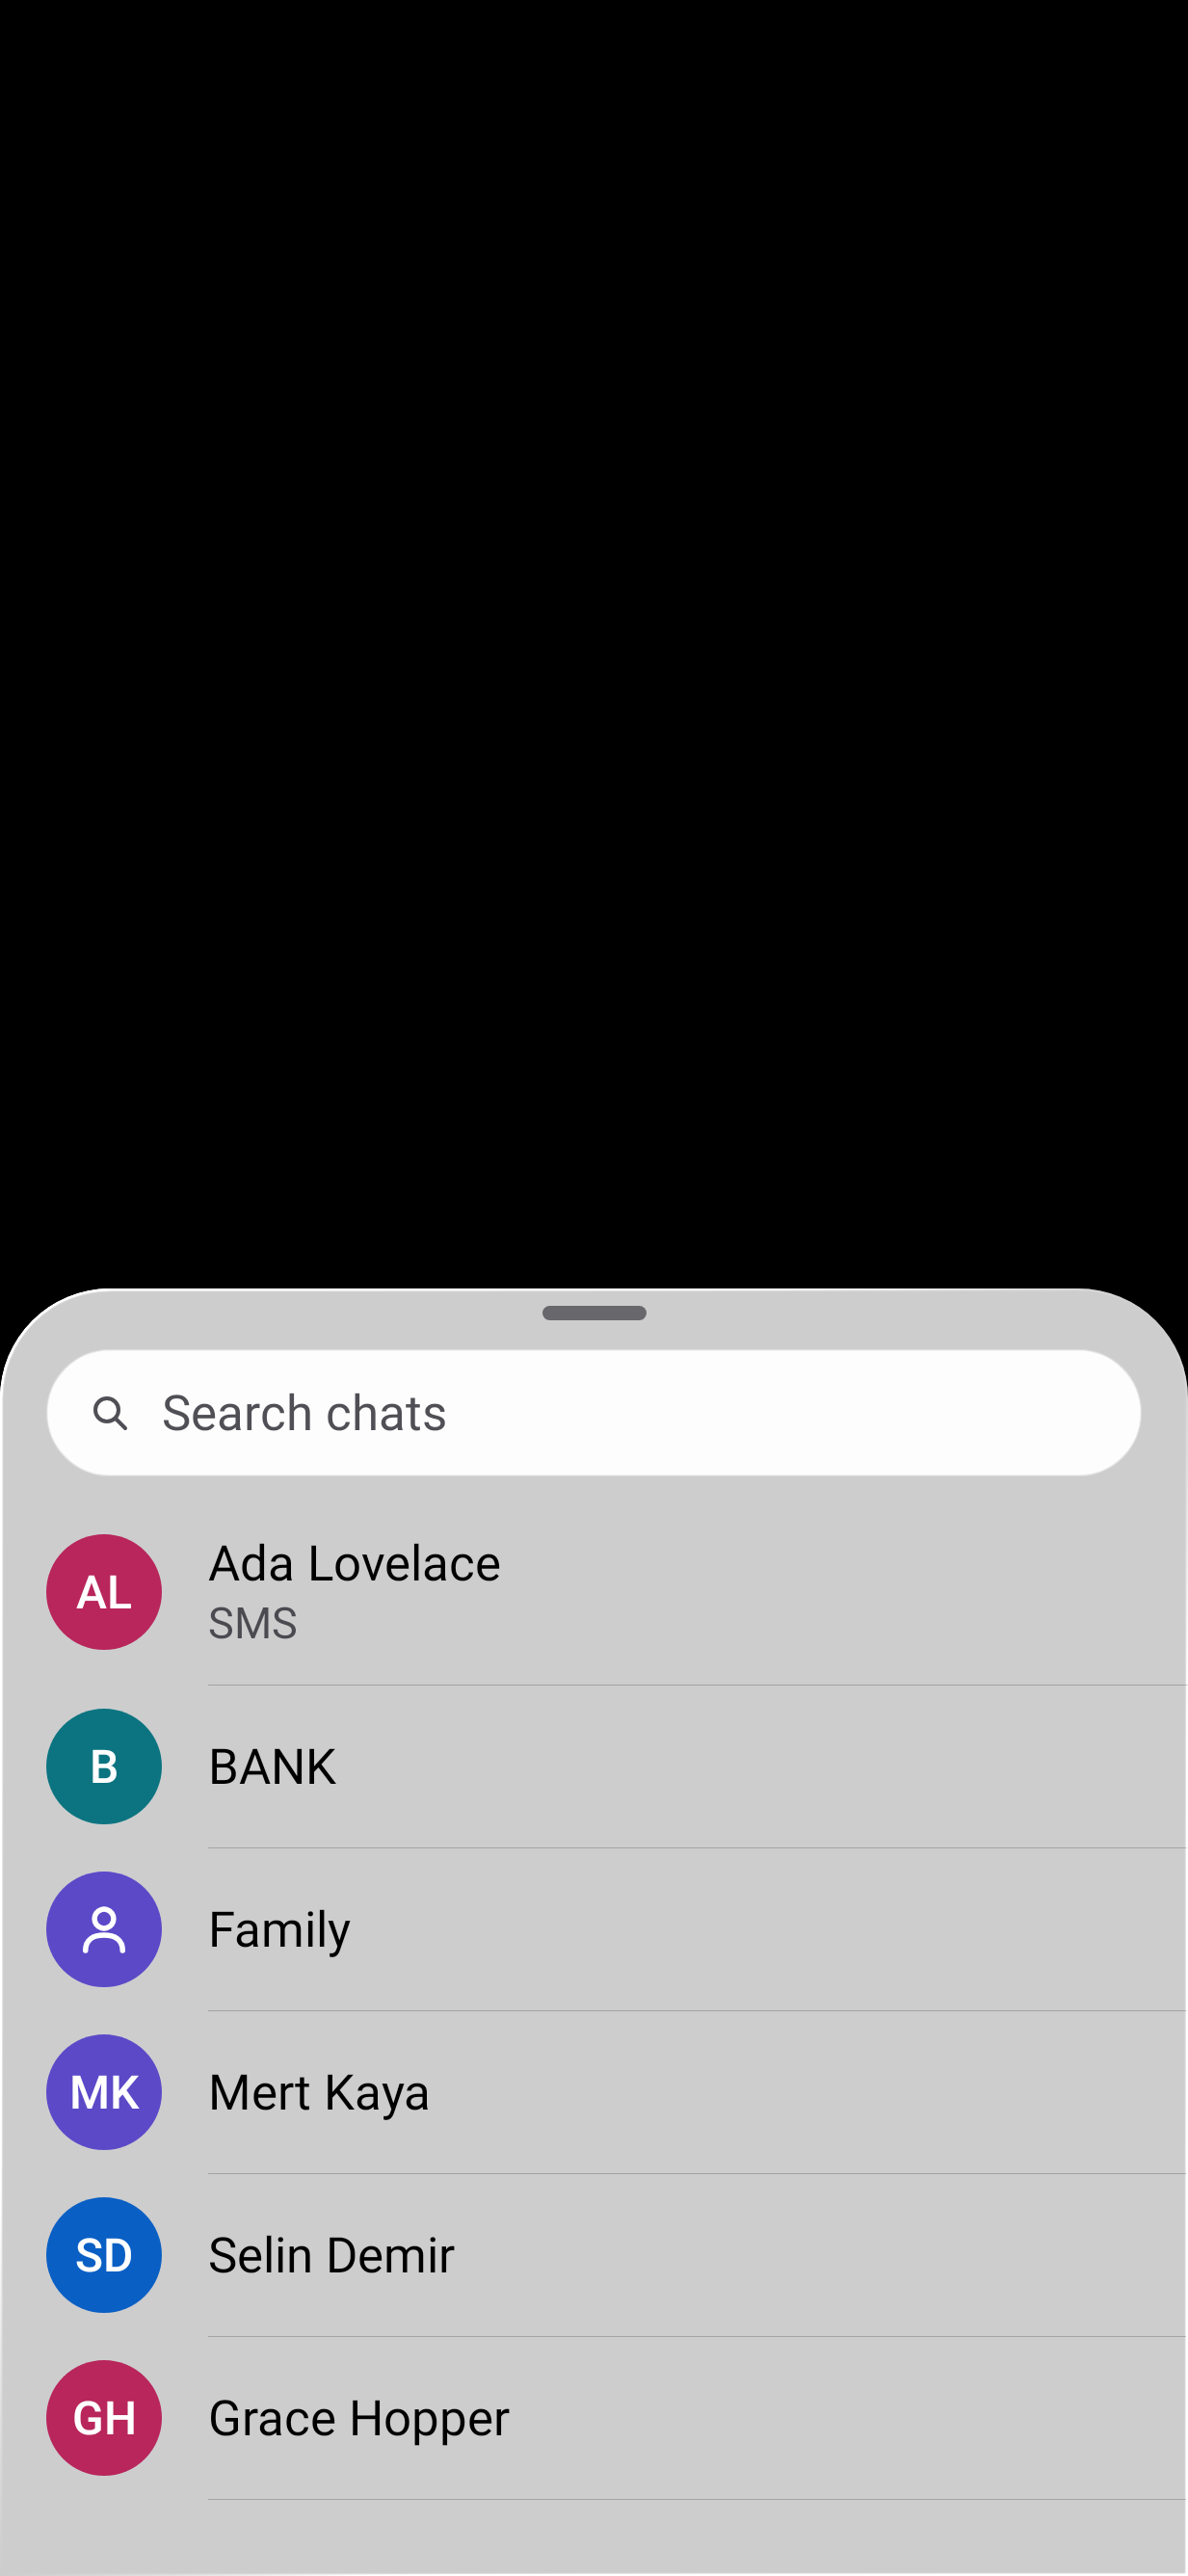 Search chats
AL
Ada Lovelace
SMS
B
BANK
Family
MK
Mert Kaya
SD
Selin Demir
GH
Grace Hopper